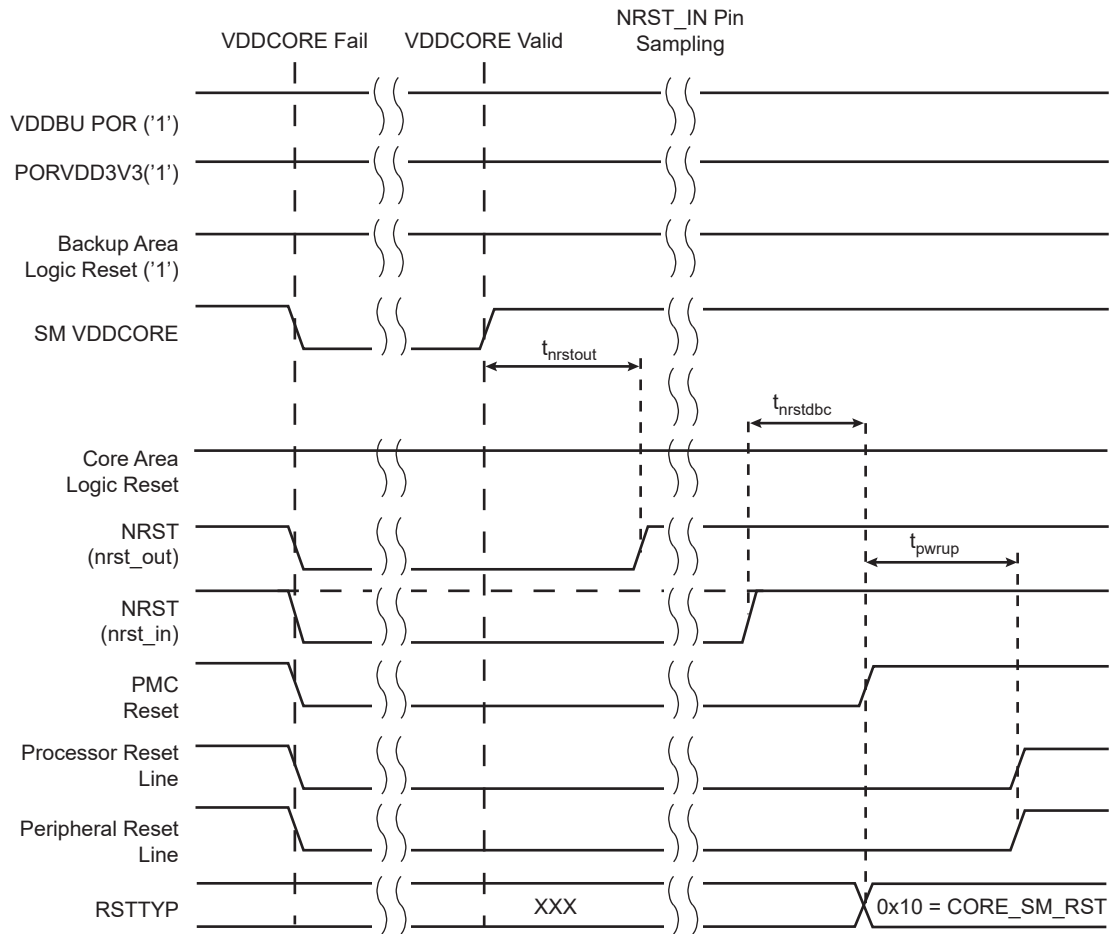 NRST_IN Pin
Sampling
VDDCORE Fail
VDDCORE Valid
VDDBU POR ('1')
PORVDD3V3('1')
Backup Area
Logic Reset ('1')
SM VDDCORE
tnrstout
tnrstdbc
Core Area
Logic Reset
NRST
(nrst_out)
tpwrup
NRST
(nrst_in)
PMC
Reset
Processor Reset
Line
Peripheral Reset
Line
RSTTYP
XXX
0x10 = CORE_SM_RST